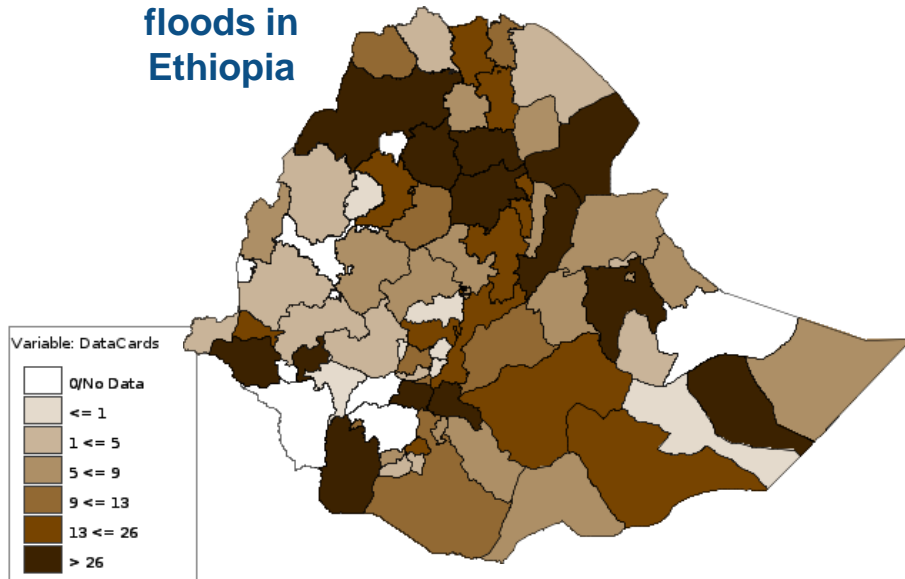 floods in
Ethiopia
Variable: DataCards
0/No Data
<= 1
1 <= 5
5 <= 9
9 <= 13
13 <= 26
> 26